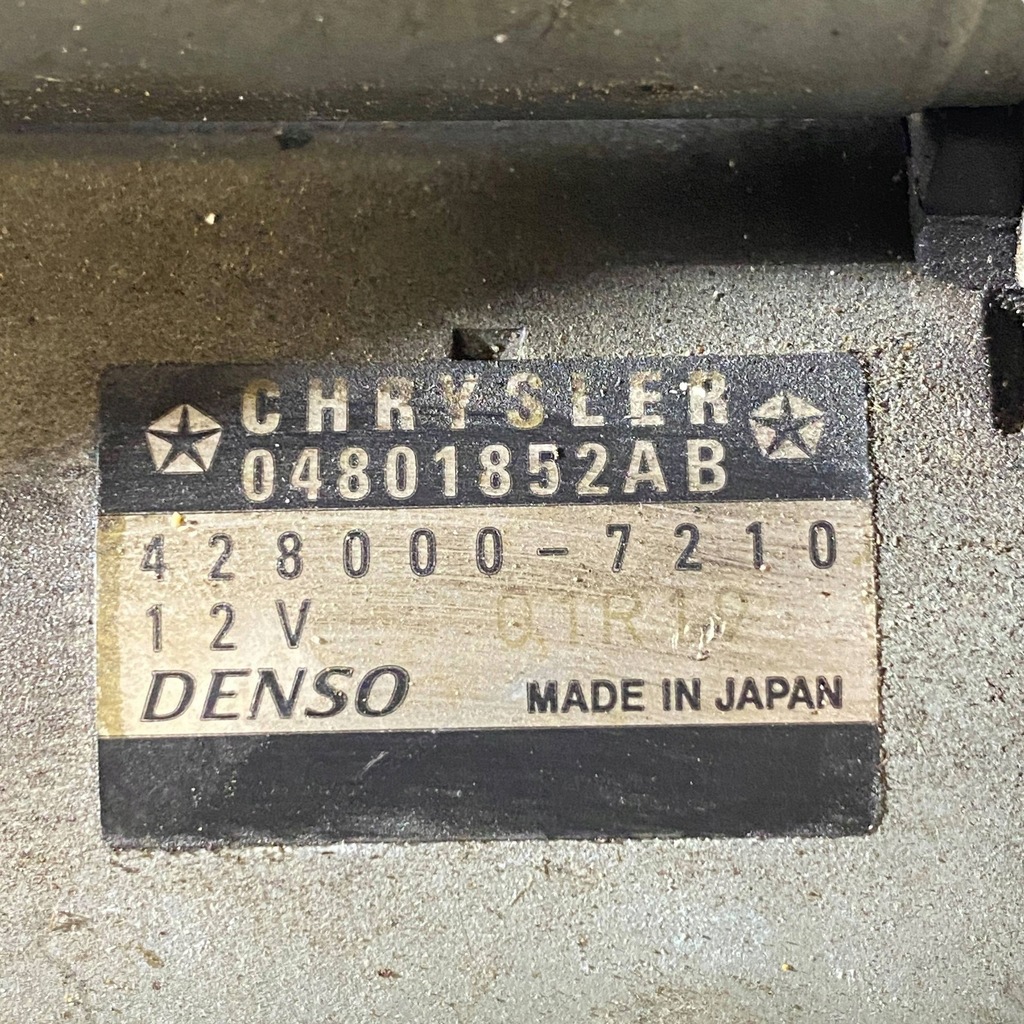 CHRYSLER
04801852AB
428000-7210
12V
DENSO MADE IN JAPAN